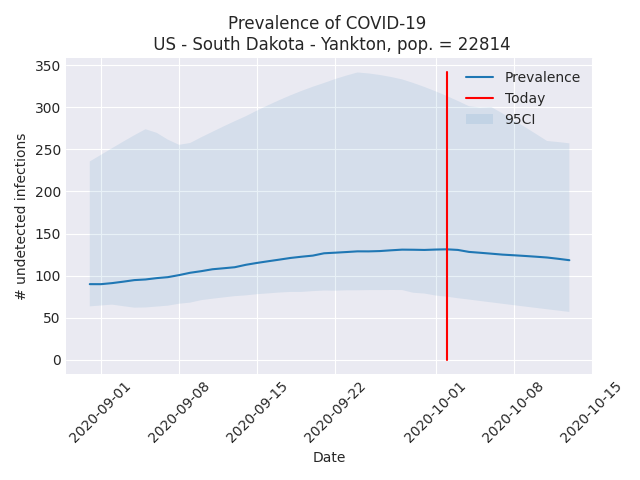 Prevalence of COVID-19
US - South Dakota - Yankton, pop. = 22814
350
300
250
200
150
100
50
0
# undetected infections
Prevalence
Today
95CI
2020-09-01
2020-09-08
2020-09-15
2020-09-22
2020-10-01
2020-10-08
2020-10-15
Date